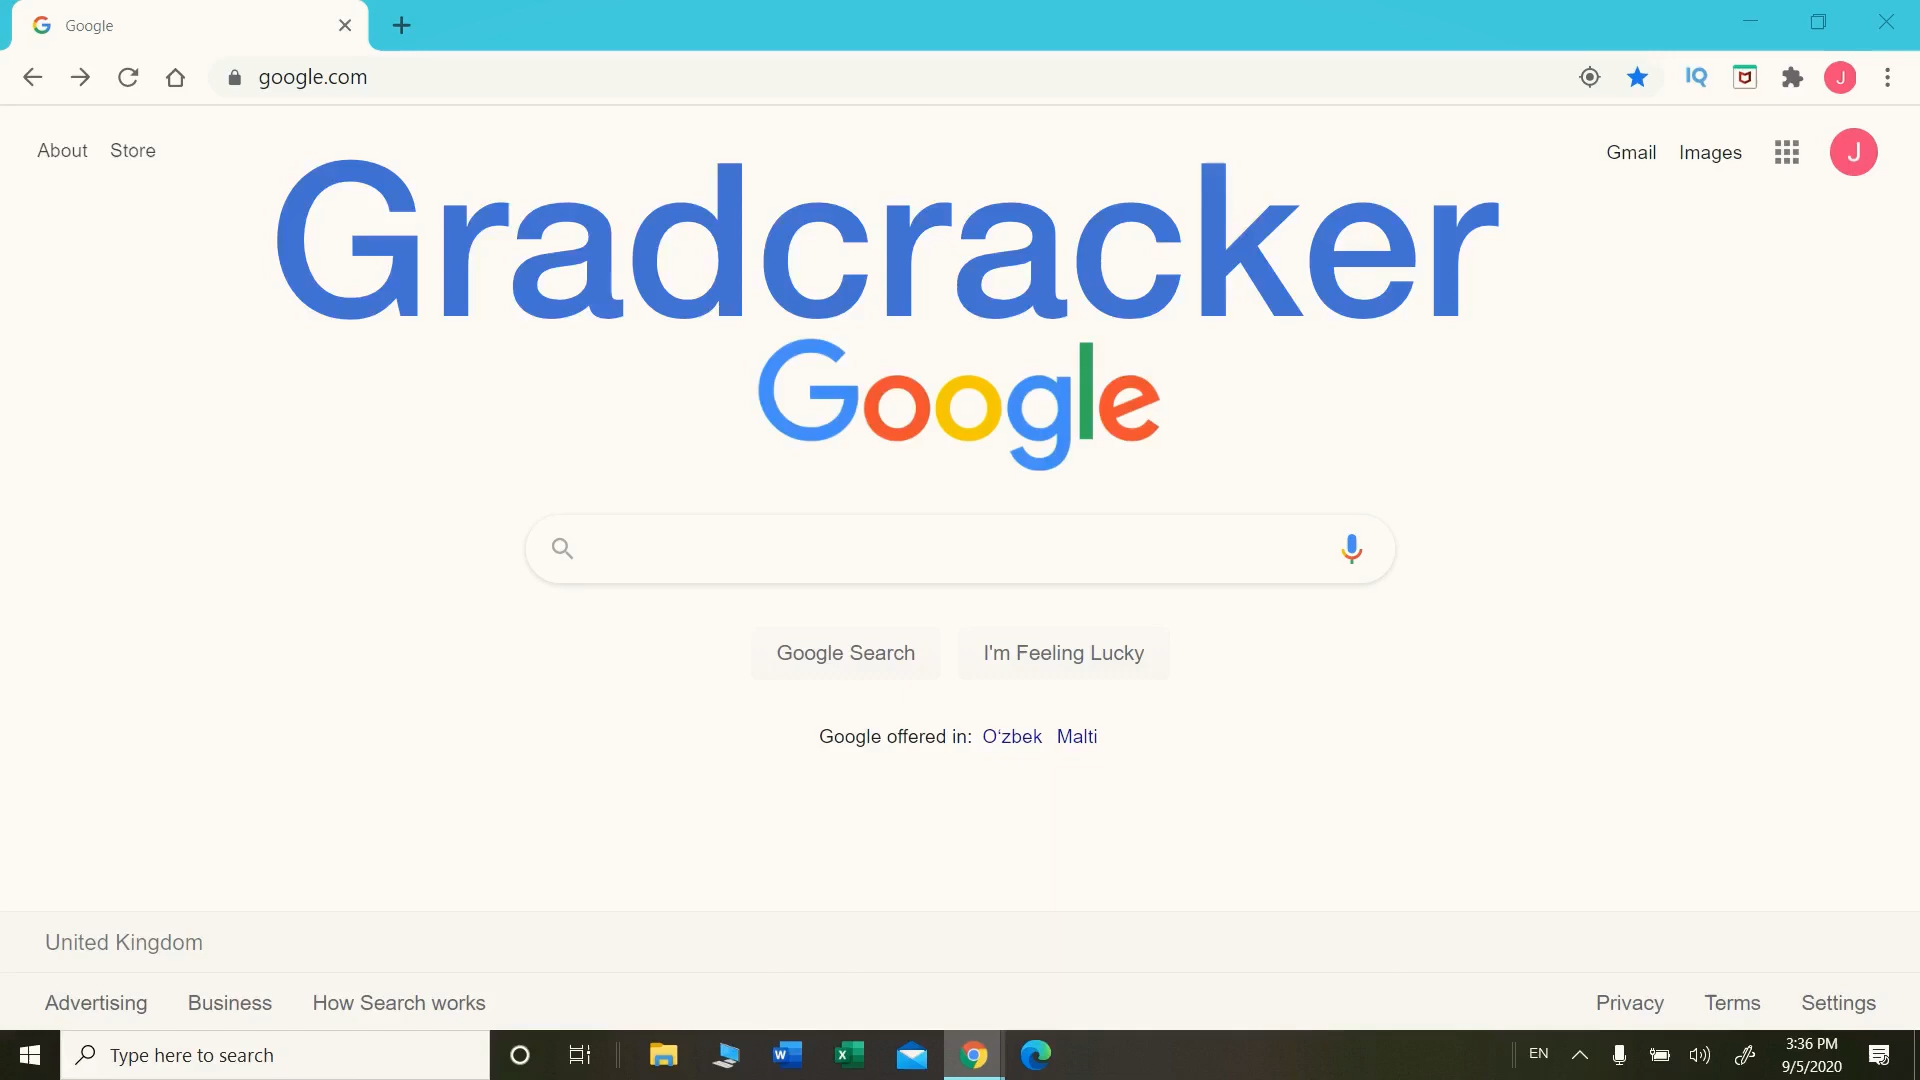 Google
google.com
IQ
J
About Store
Gmail Images
J
Gradcracker
Google
Google Search
I'm Feeling Lucky
Google offered in: Oʻzbek Malti
United Kingdom
Advertising Business How Search works
Privacy Terms Settings
Type here to search
EN
3:36 PM
9/5/2020